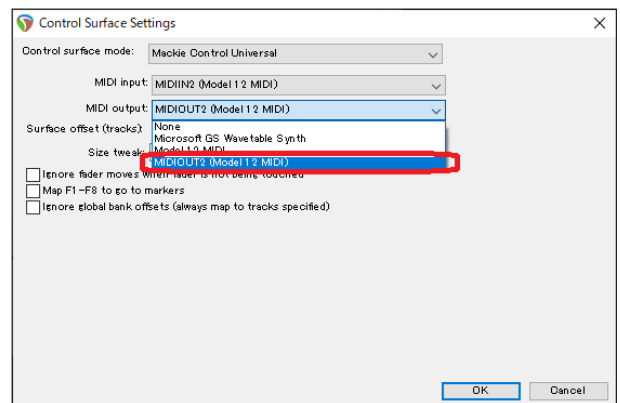 Control Surface Settings
Control surface mode: Mackie Control Universal
MIDI input: MIDIIN2 (Model 12 MIDI)
MIDI output: MIDIOUT2 (Model 12 MIDI)
Surface offset (tracks)
None
Microsoft GS Wavetable Synth
Size tweak:
Model 12 MIDI
MIDIOUT2 (Model 12 MIDI)
Ignore fader moves when fader is not being touched
Map F1-F8 to go to markers
Ignore global bank offsets (always map to tracks specified)
OK
Cancel